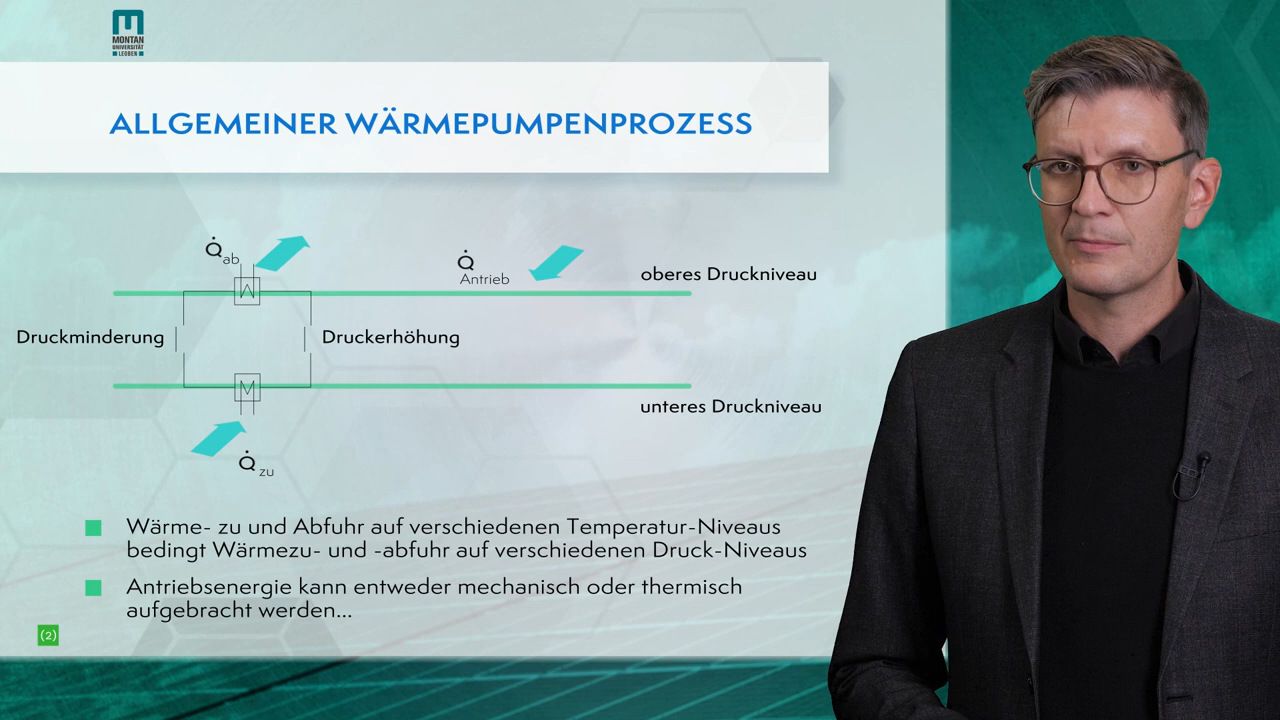 MONTAN
UNIVERSITÄT
LEOBEN
ALLGEMEINER WÄRMEPUMPENPROZESS
Q̇ab
Q̇Antrieb
oberes Druckniveau
Druckminderung
Druckerhöhung
unteres Druckniveau
Q̇zu
Wärme- zu und Abfuhr auf verschiedenen Temperatur-Niveaus
bedingt Wärmezu- und -abfuhr auf verschiedenen Druck-Niveaus
Antriebsenergie kann entweder mechanisch oder thermisch
aufgebracht werden...
(2)